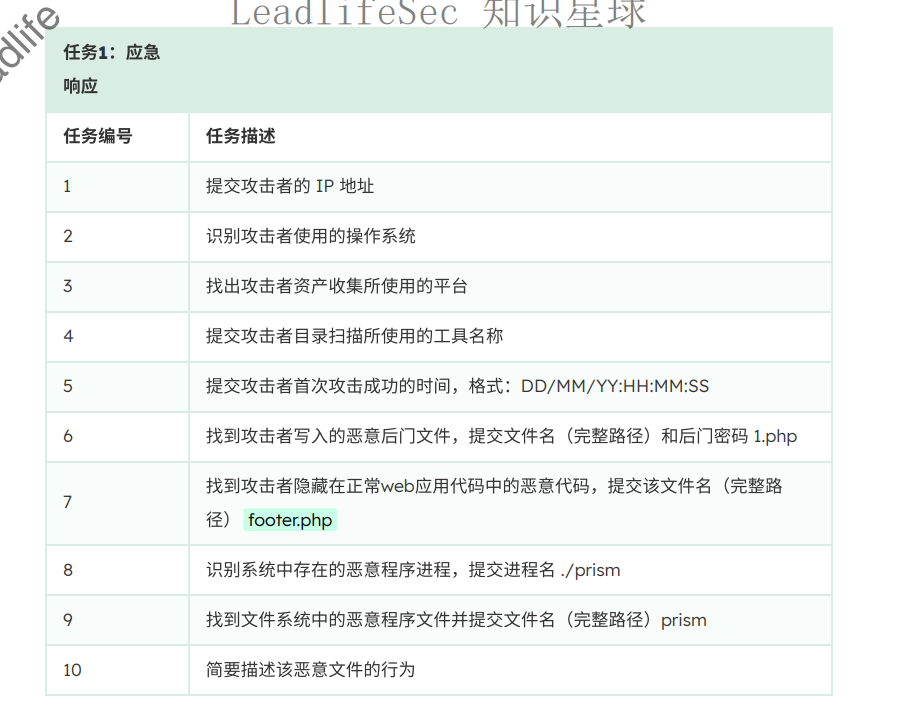 LeadlifeSec 知识星球
adlife
任务1：应急
响应
任务编号 任务描述
1 提交攻击者的 IP 地址
2 识别攻击者使用的操作系统
3 找出攻击者资产收集所使用的平台
4 提交攻击者目录扫描所使用的工具名称
5 提交攻击者首次攻击成功的时间，格式：DD/MM/YY:HH:MM:SS
6 找到攻击者写入的恶意后门文件，提交文件名（完整路径）和后门密码 1.php
7 找到攻击者隐藏在正常web应用代码中的恶意代码，提交该文件名（完整路
径） footer.php
8 识别系统中存在的恶意程序进程，提交进程名 ./prism
9 找到文件系统中的恶意程序文件并提交文件名（完整路径）prism
10 简要描述该恶意文件的行为